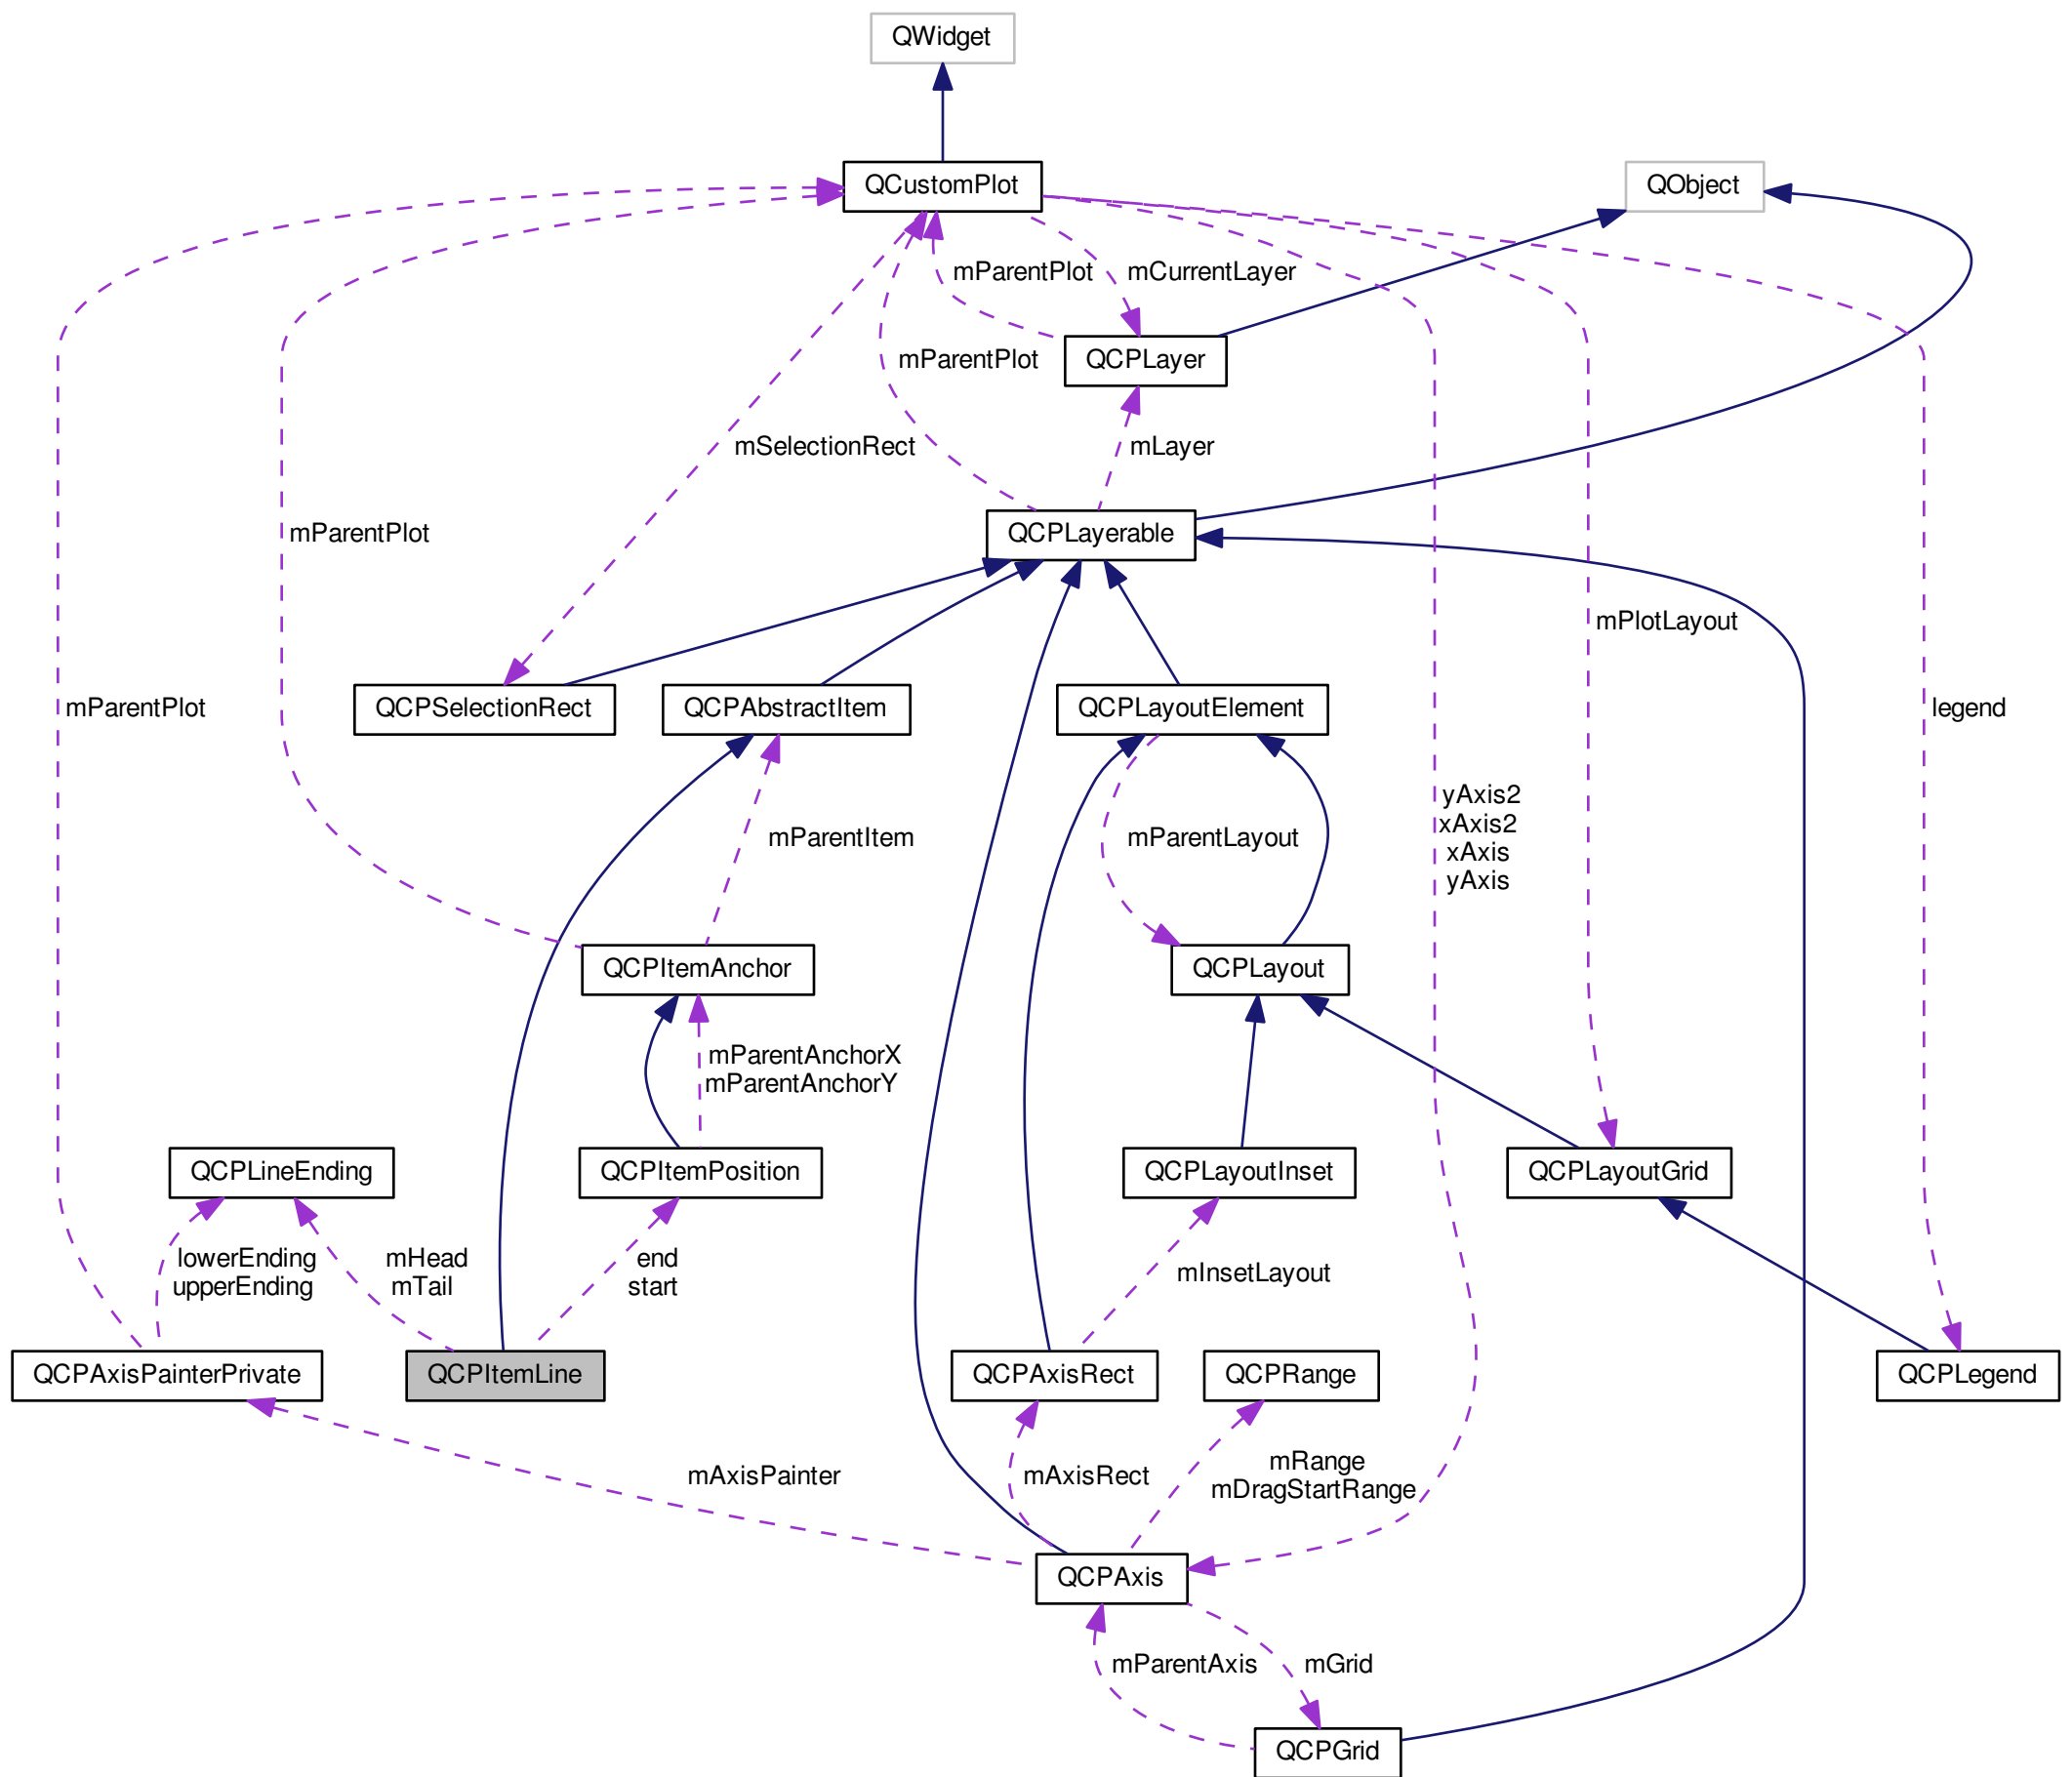 QWidget
QCustomPlot
QObject
mParentPlot
mCurrentLayer
QCPLayer
mParentPlot
mSelectionRect
mLayer
mParentPlot
QCPLayerable
mPlotLayout
mParentPlot
QCPSelectionRect
QCPAbstractItem
QCPLayoutElement
legend
yAxis2
xAxis2
xAxis
yAxis
mParentItem
mParentLayout
QCPItemAnchor
QCPLayout
mParentAnchorX
mParentAnchorY
QCPLineEnding
QCPItemPosition
QCPLayoutInset
QCPLayoutGrid
lowerEnding
upperEnding
mHead
mTail
end
start
mInsetLayout
QCPAxisPainterPrivate
QCPItemLine
QCPAxisRect
QCPRange
QCPLegend
mAxisPainter
mAxisRect
mRange
mDragStartRange
QCPAxis
mParentAxis
mGrid
QCPGrid